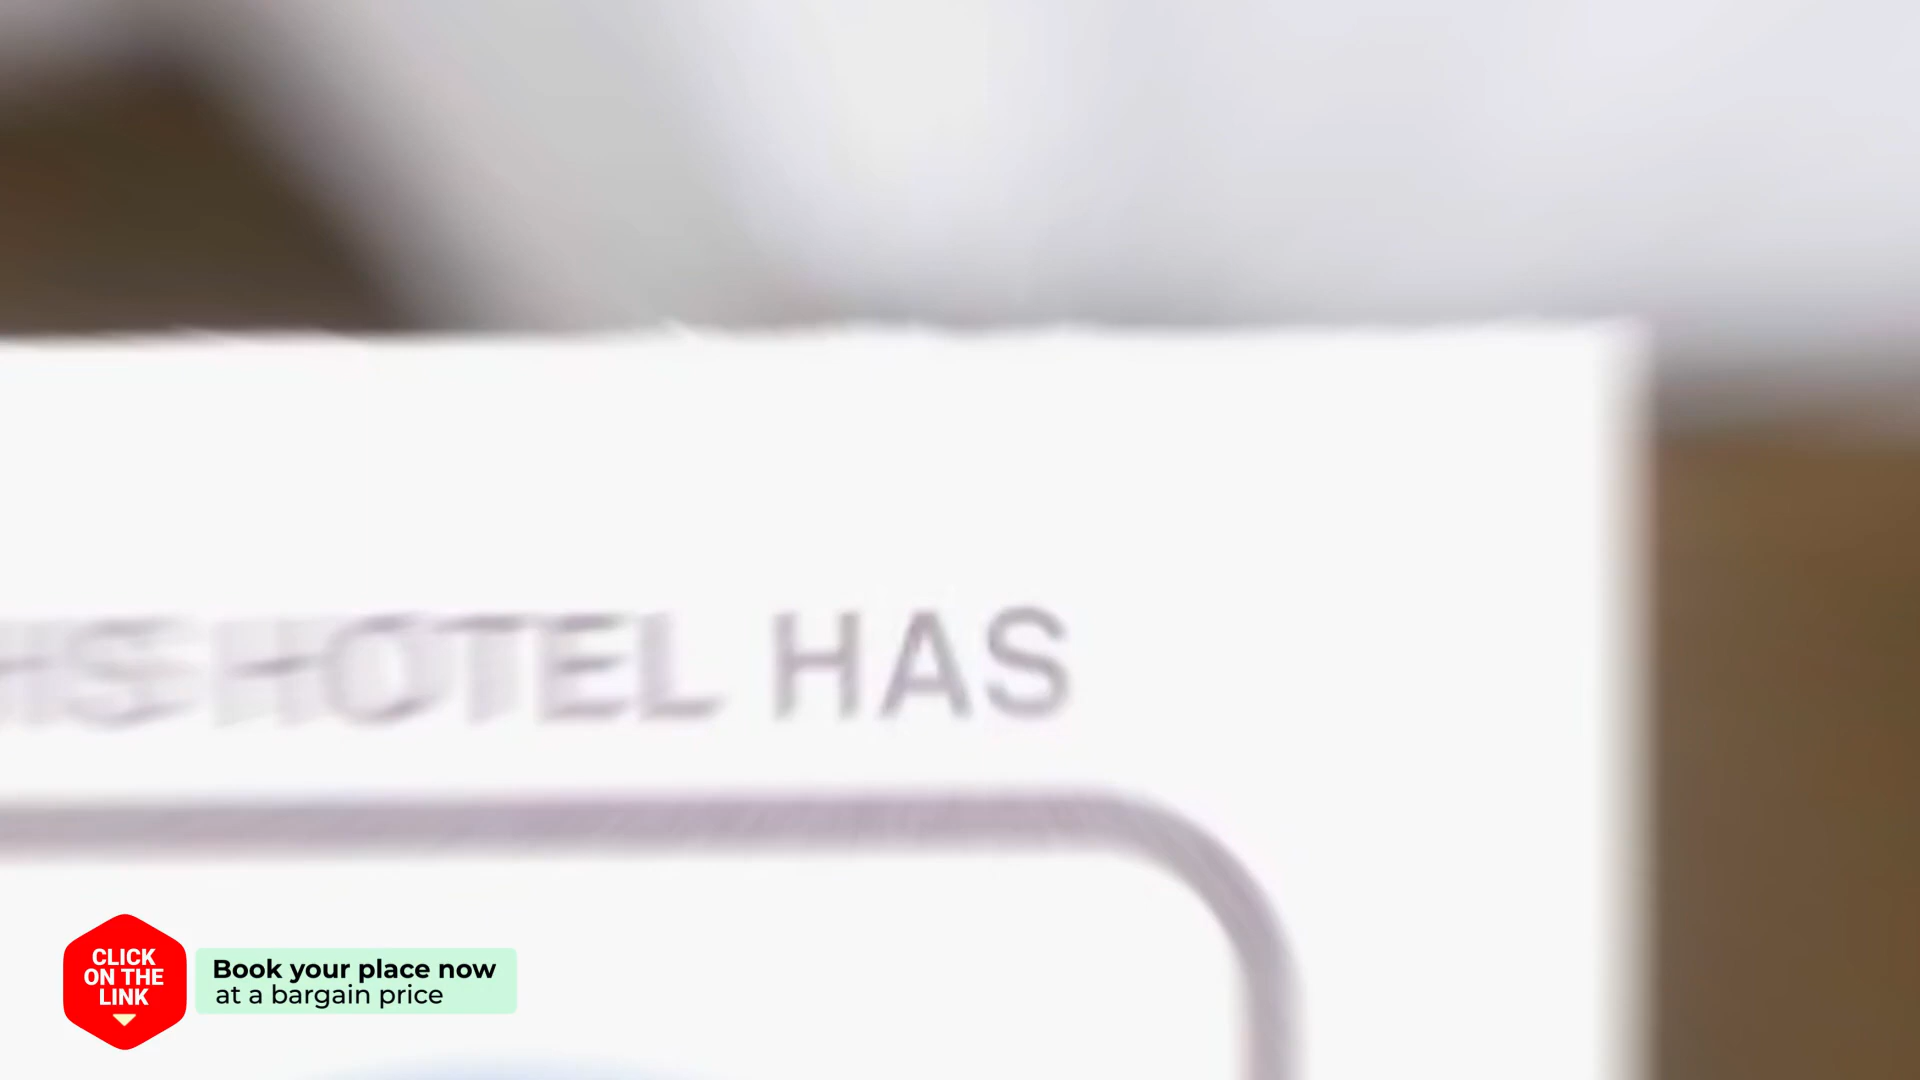 HOTEL HAS
CLICK
ON THE
LINK
Book your place now
at a bargain price